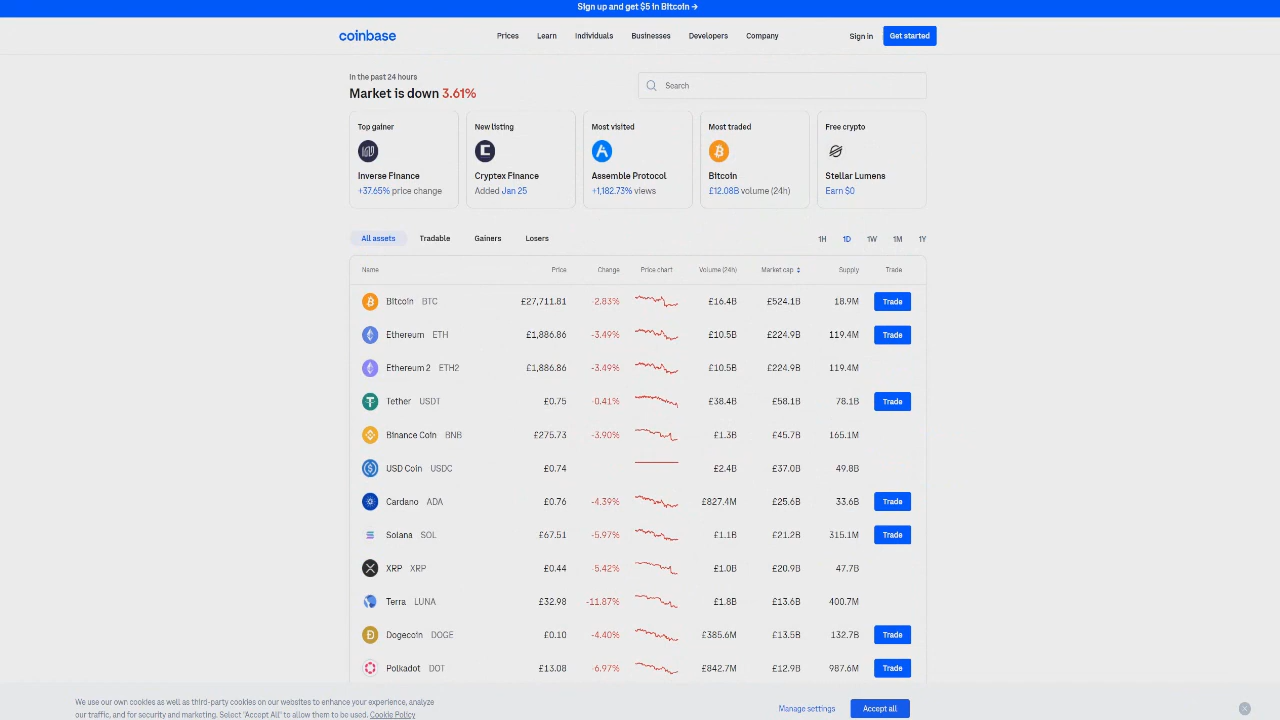 Sign up and get $5 in Bitcoin →
coinbase Prices Learn Individuals Businesses Developers Company Sign in Get started
In the past 24 hours
Market is down 3.61%
Search
Top gainer New listing Most visited Most traded Free crypto
Inverse Finance Cryptex Finance Assemble Protocol Bitcoin Stellar Lumens
+37.65% price change Added Jan 25 +1,182.73% views £12.08B volume (24h) Earn $0
All assets Tradable Gainers Losers 1H 1D 1W 1M 1Y
Name Price Change Price chart Volume (24h) Market cap Supply Trade
Bitcoin BTC £27,711.81 -2.83% £16.4B £524.1B 18.9M Trade
Ethereum ETH £1,886.86 -3.49% £10.5B £224.9B 119.4M Trade
Ethereum 2 ETH2 £1,886.86 -3.49% £10.5B £224.9B 119.4M
Tether USDT £0.75 -0.41% £38.4B £58.1B 78.1B Trade
Binance Coin BNB £275.73 -3.90% £1.3B £45.7B 165.1M
USD Coin USDC £0.74 £2.4B £37.0B 49.8B
Cardano ADA £0.76 -4.39% £827.4M £25.6B 33.6B Trade
Solana SOL £67.51 -5.97% £1.1B £21.2B 315.1M Trade
XRP XRP £0.44 -5.42% £1.0B £20.9B 47.7B
Terra LUNA £32.98 -11.87% £1.8B £13.6B 400.7M
Dogecoin DOGE £0.10 -4.40% £385.6M £13.5B 132.7B Trade
Polkadot DOT £13.08 -6.97% £842.7M £12.9B 987.6M Trade
We use our own cookies as well as third-party cookies on our websites to enhance your experience, analyze
our traffic, and for security and marketing. Select "Accept All" to allow them to be used. Cookie Policy
Manage settings Accept all